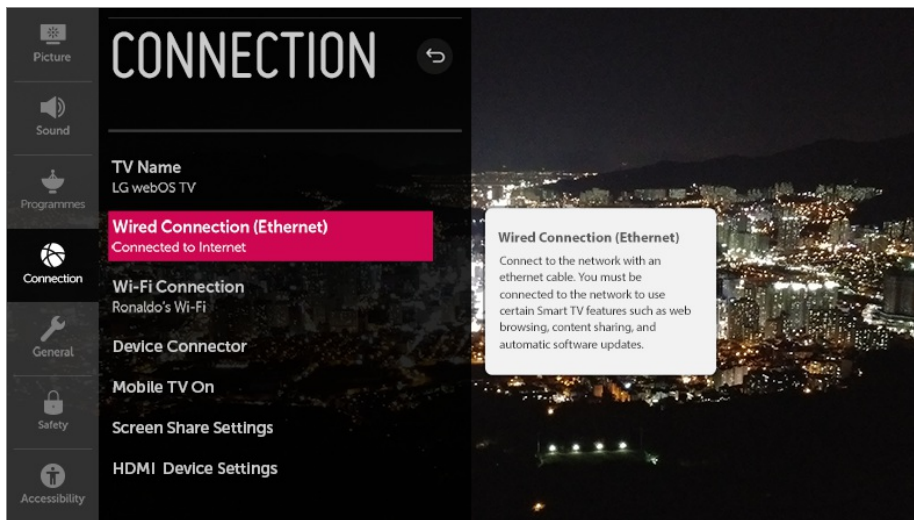 Picture
Sound
Programmes
Connection
General
Safety
Accessibility
CONNECTION
TV Name
LG webOS TV
Wired Connection (Ethernet)
Connected to Internet
Wi-Fi Connection
Ronaldo's Wi-Fi
Device Connector
Mobile TV On
Screen Share Settings
HDMI Device Settings
Wired Connection (Ethernet)
Connect to the network with an
ethernet cable. You must be
connected to the network to use
certain Smart TV features such as web
browsing, content sharing, and
automatic software updates.